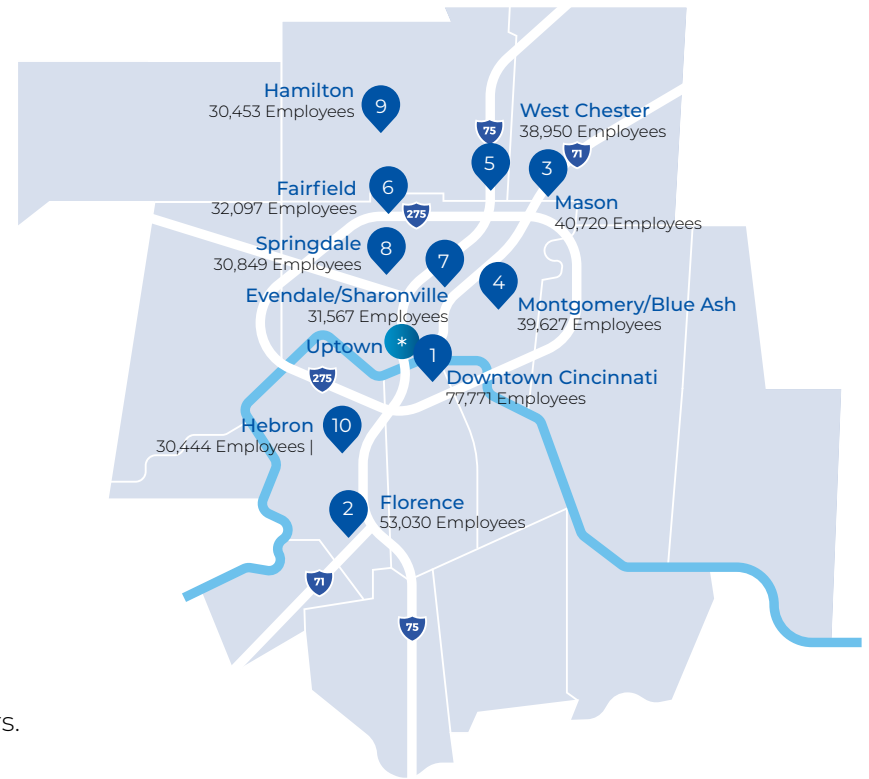 Hamilton
30,453 Employees
9
West Chester
38,950 Employees
75
71
5
3
6
Fairfield
32,097 Employees
Mason
40,720 Employees
275
Springdale
30,849 Employees
8
7
4
Evendale/Sharonville
31,567 Employees
Montgomery/Blue Ash
39,627 Employees
Uptown
*
1
275
Downtown Cincinnati
77,771 Employees
Hebron
30,444 Employees |
10
2
Florence
53,030 Employees
71
75
s.